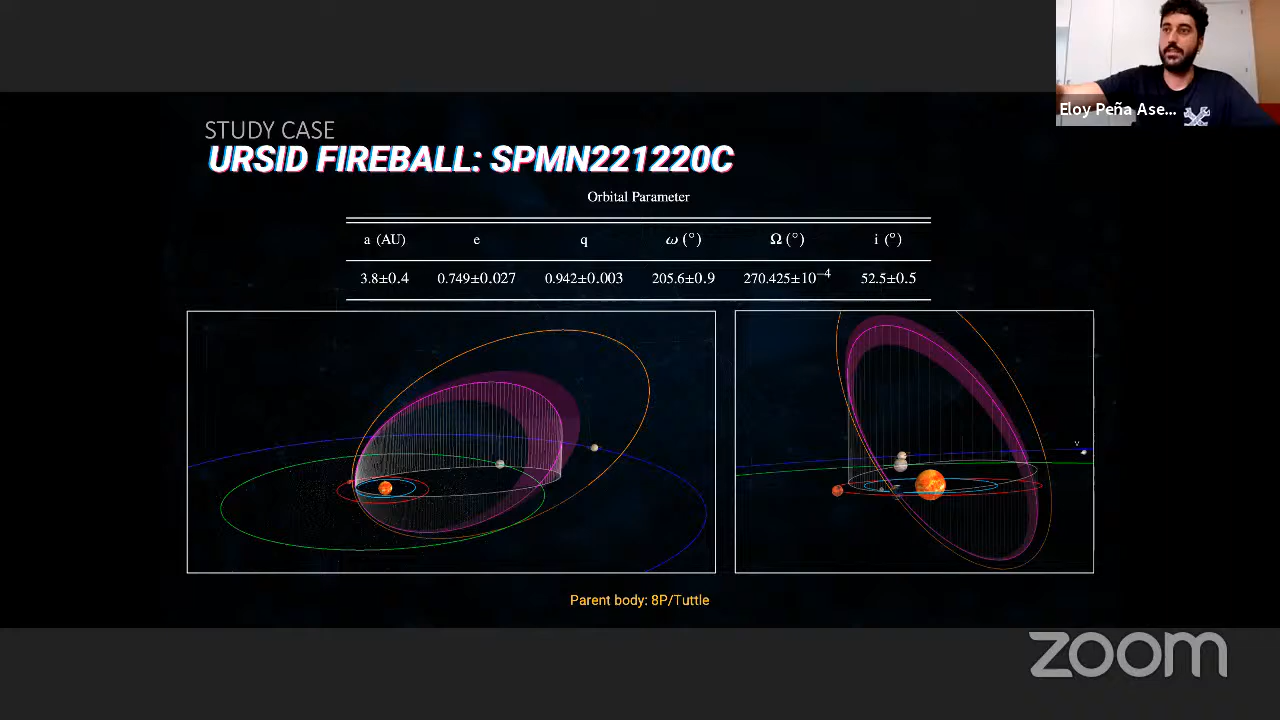 Eloy Peña Ase...
STUDY CASE
URSID FIREBALL: SPMN221220C
Orbital Parameter
a (AU) e q ω (°) Ω (°) i (°)
3.8±0.4 0.749±0.027 0.942±0.003 205.6±0.9 270.425±10⁻⁴ 52.5±0.5
Parent body: 8P/Tuttle
zoom